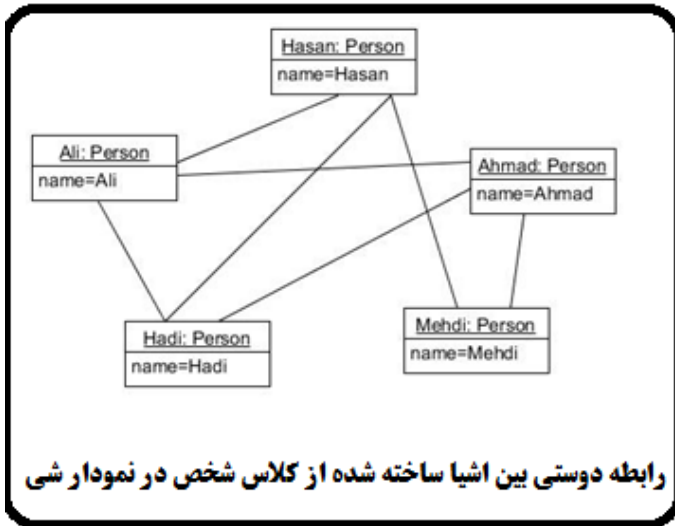 Hasan: Person
name=Hasan
Ali: Person
name=Ali
Ahmad: Person
name=Ahmad
Hadi: Person
name=Hadi
Mehdi: Person
name=Mehdi
رابطه دوستی بین اشیا ساخته شده از کلاس شخص در نمودار شی